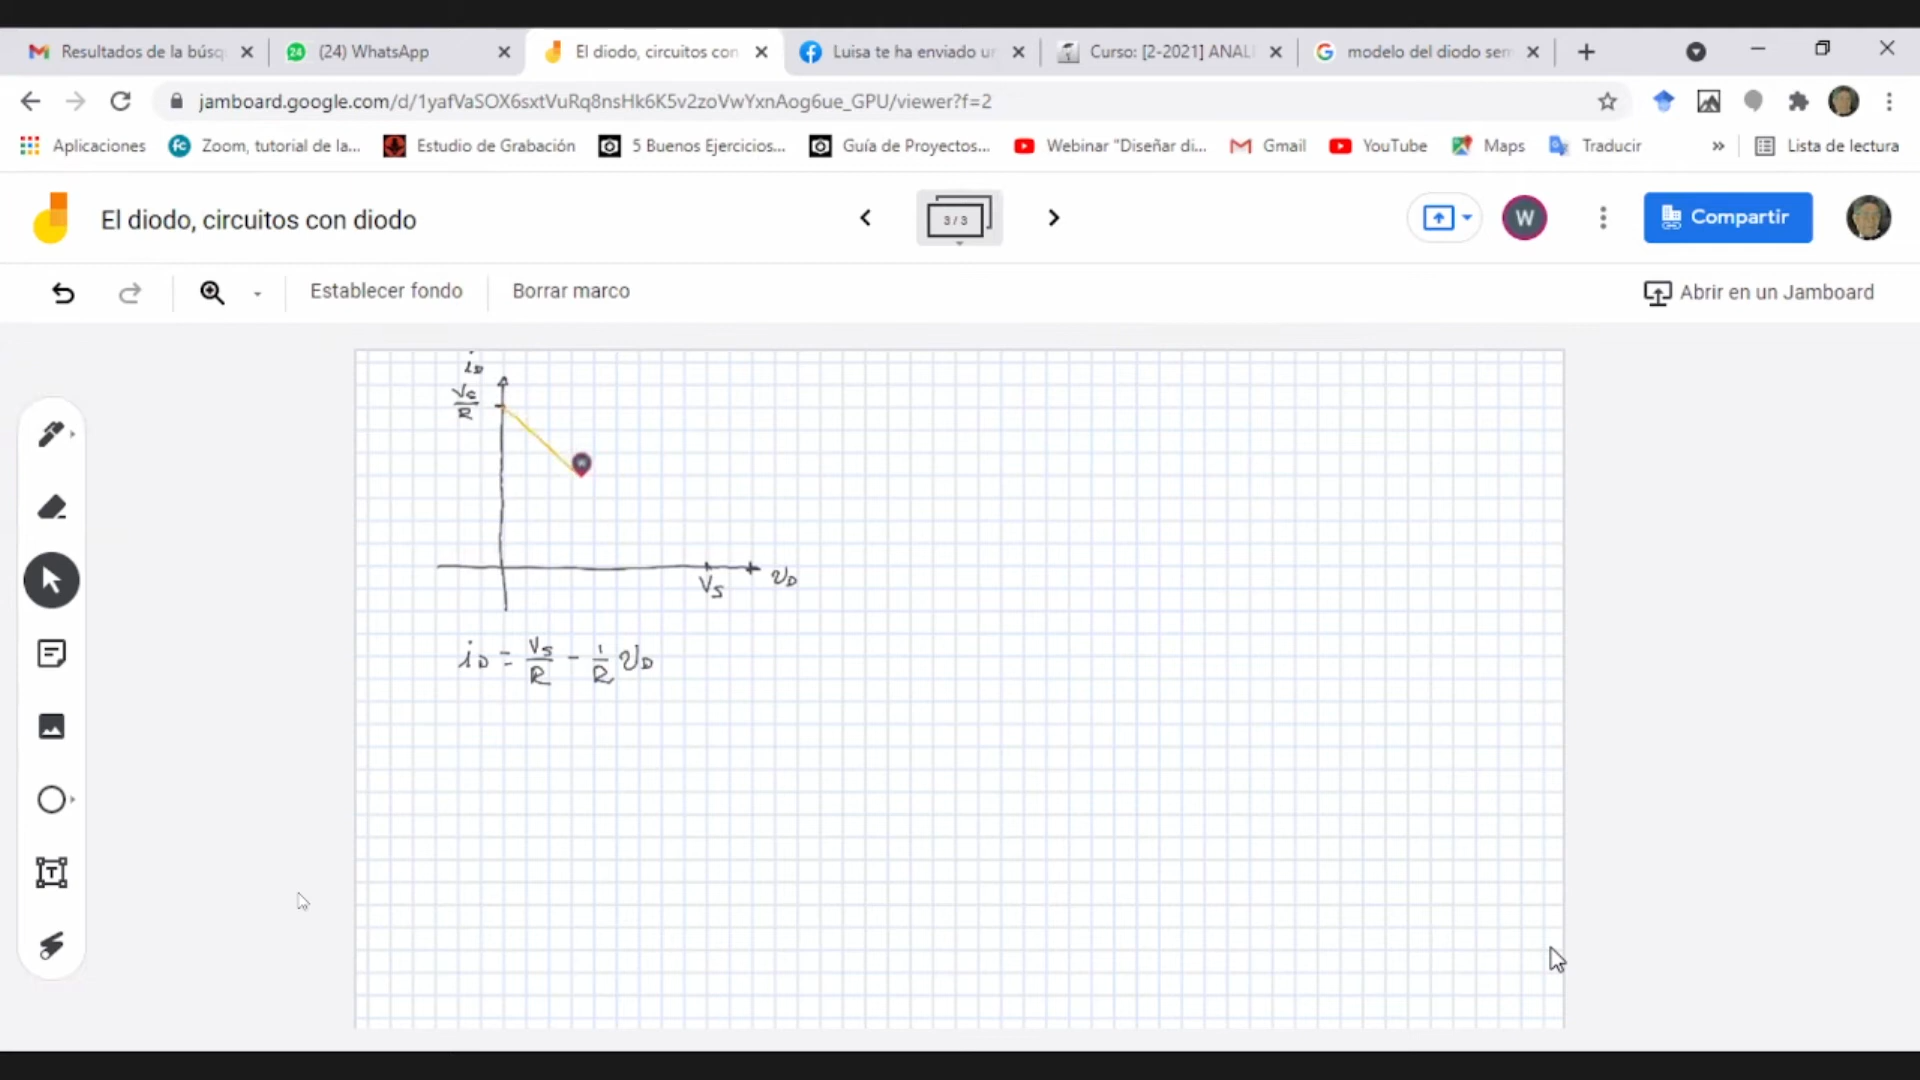 Resultados de la búsq
(24) WhatsApp
El diodo, circuitos con
Luisa te ha enviado ur
Curso: [2-2021] ANALI
modelo del diodo sem
jamboard.google.com/d/1yafVaSOX6sxtVuRq8nsHk6K5v2zoVwYxnAog6ue_GPU/viewer?f=2
Aplicaciones
Zoom, tutorial de la...
Estudio de Grabación
5 Buenos Ejercicios...
Guía de Proyectos...
Webinar "Diseñar di...
Gmail
YouTube
Maps
Traducir
»
Lista de lectura
El diodo, circuitos con diodo
3 / 3
W
Compartir
Establecer fondo
Borrar marco
Abrir en un Jamboard
iD
Vs/R
Vs
vD
iD = Vs/R - 1/R vD